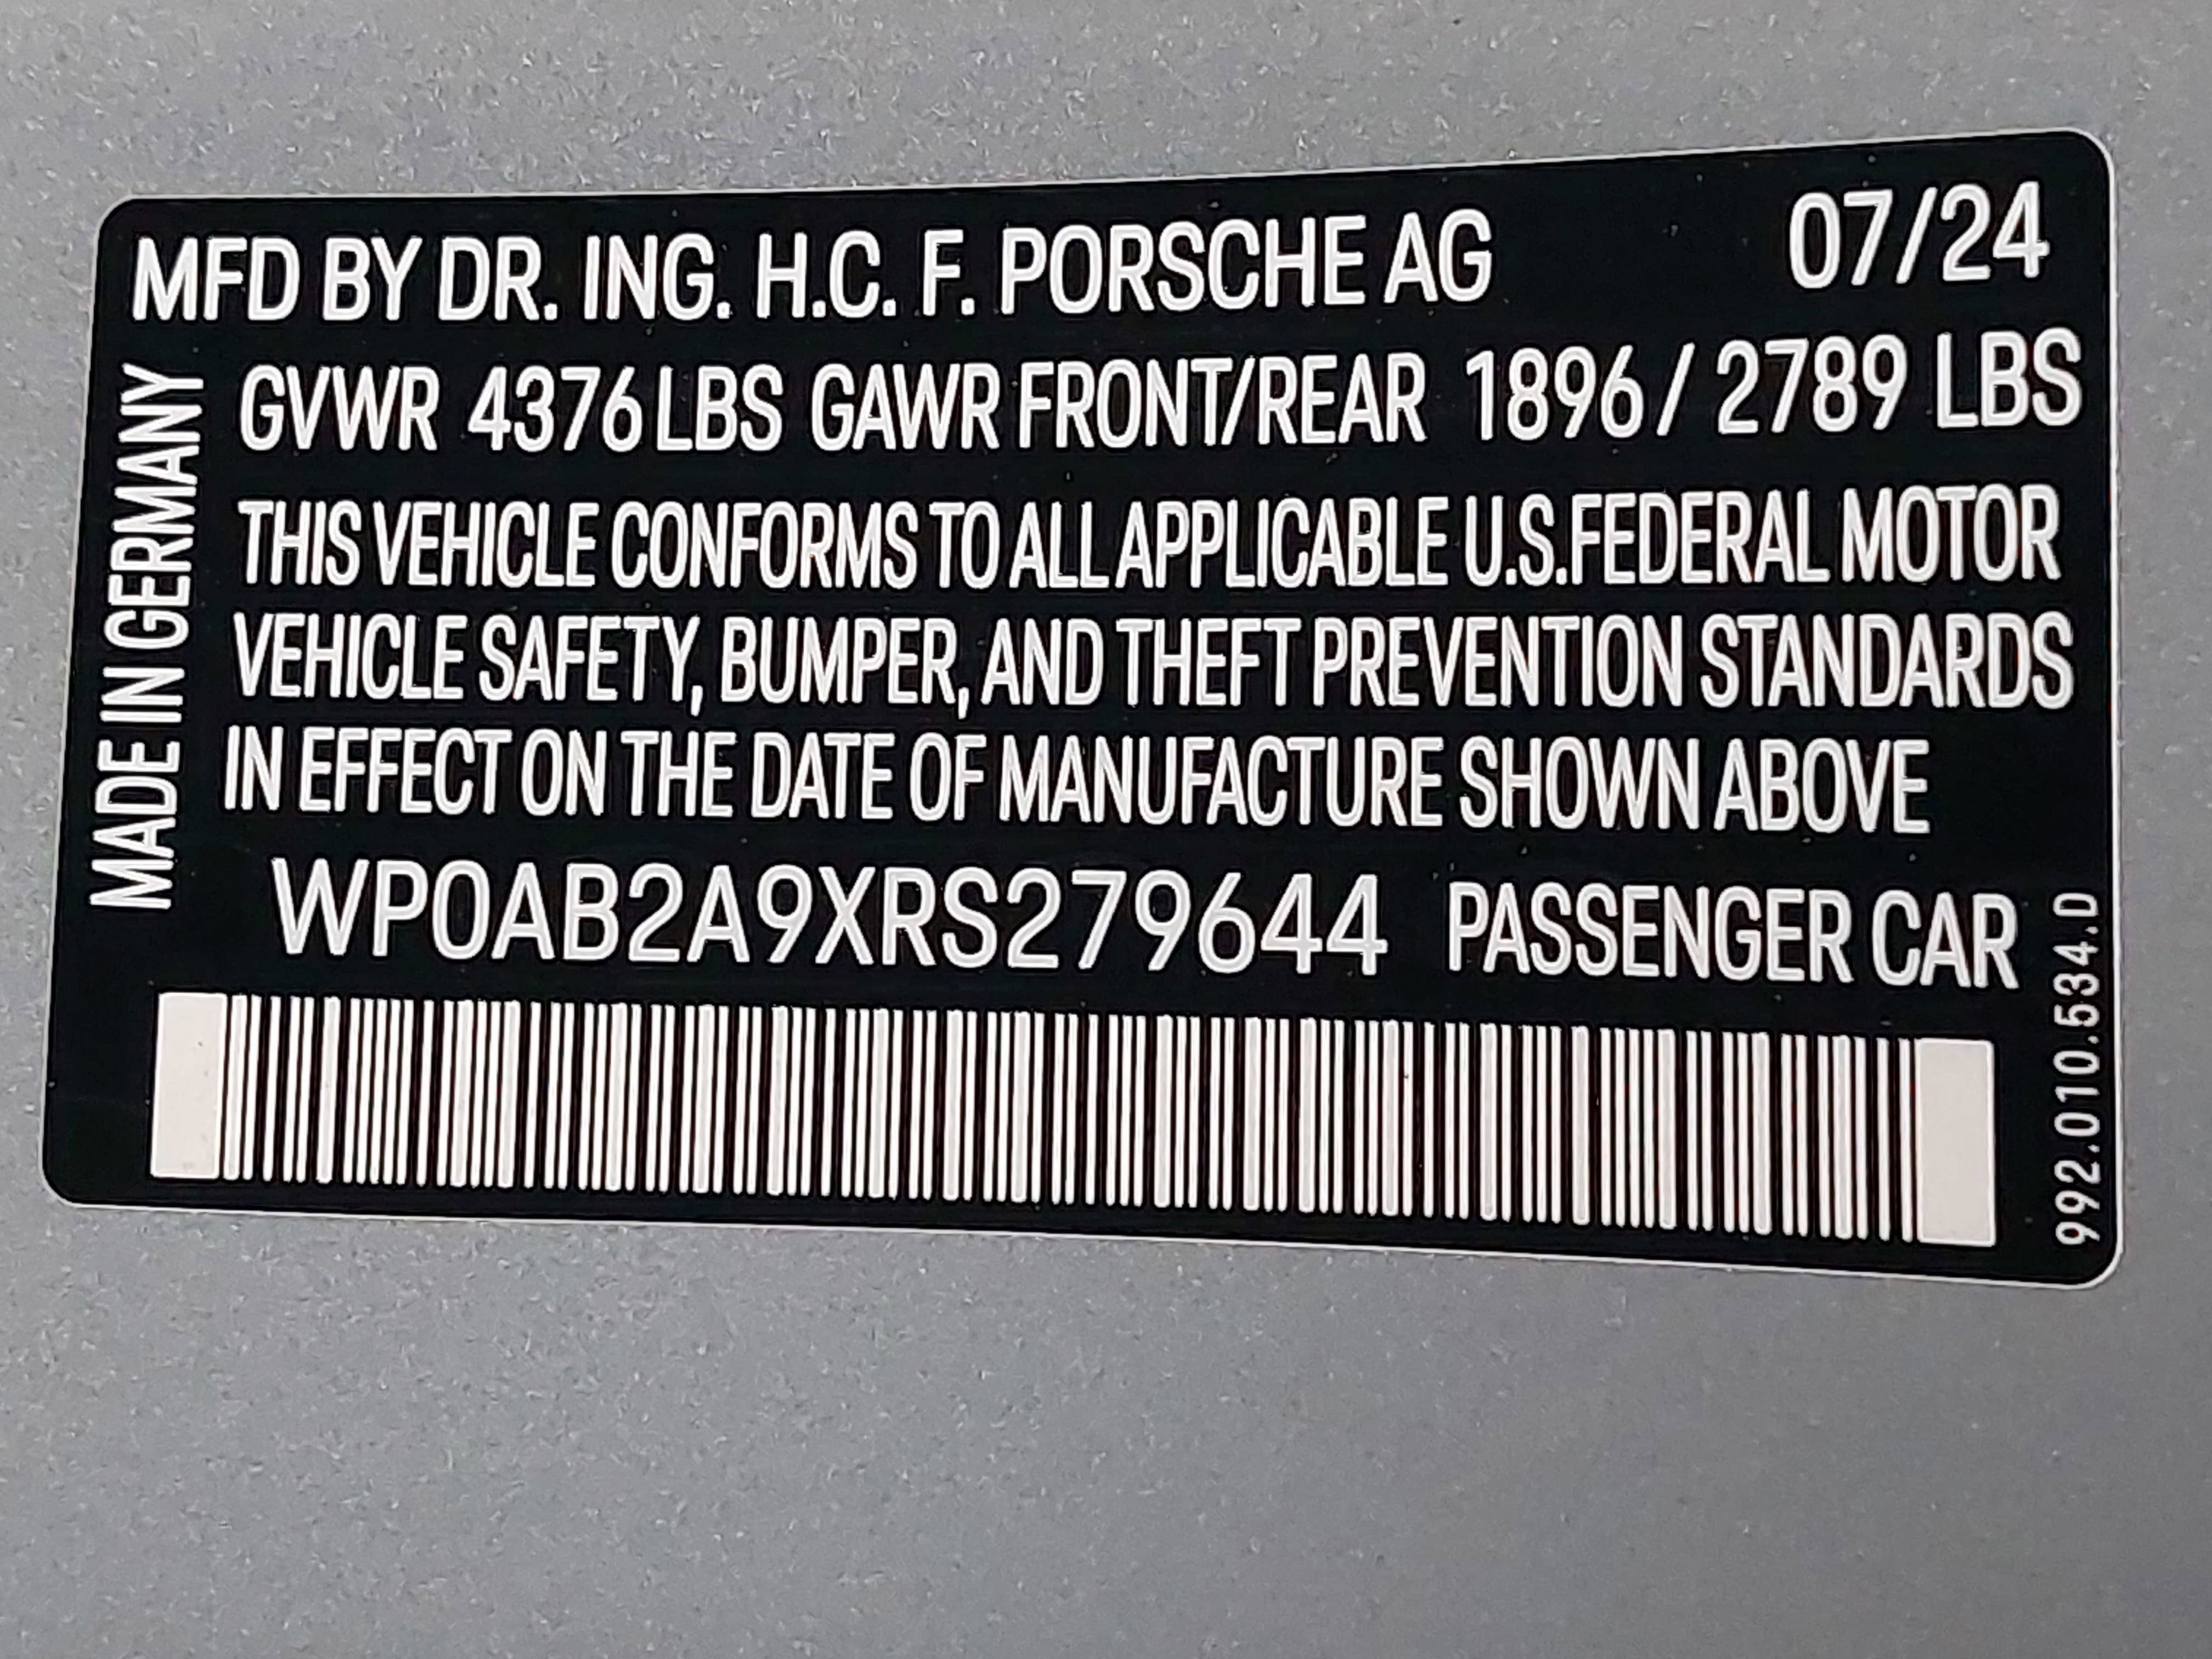 MFD BY DR. ING. H.C. F. PORSCHE AG 07/24
GVWR 4376 LBS GAWR FRONT/REAR 1896 / 2789 LBS
THIS VEHICLE CONFORMS TO ALL APPLICABLE U.S.FEDERAL MOTOR
VEHICLE SAFETY, BUMPER, AND THEFT PREVENTION STANDARDS
IN EFFECT ON THE DATE OF MANUFACTURE SHOWN ABOVE
WP0AB2A9XRS279644 PASSENGER CAR
MADE IN GERMANY
992.010.534.D